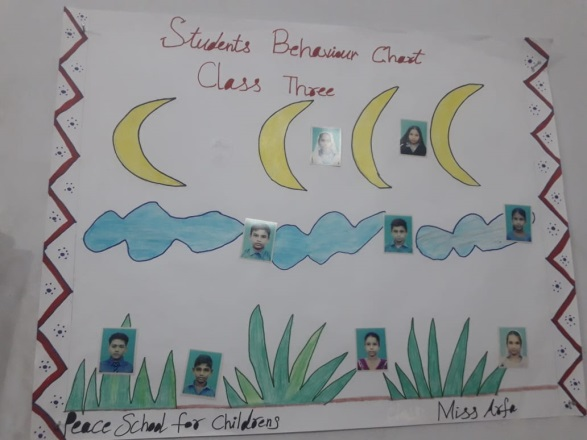 Students Behaviour Chart
Class Three
Peace School for Childrens
Miss Arfa